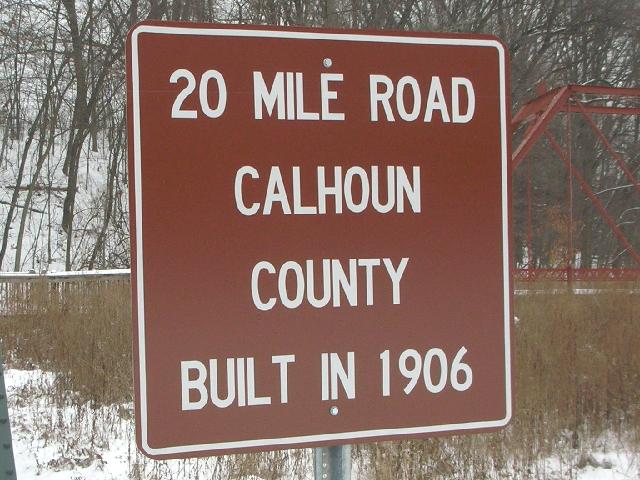 20 MILE ROAD
CALHOUN
COUNTY
BUILT IN 1906